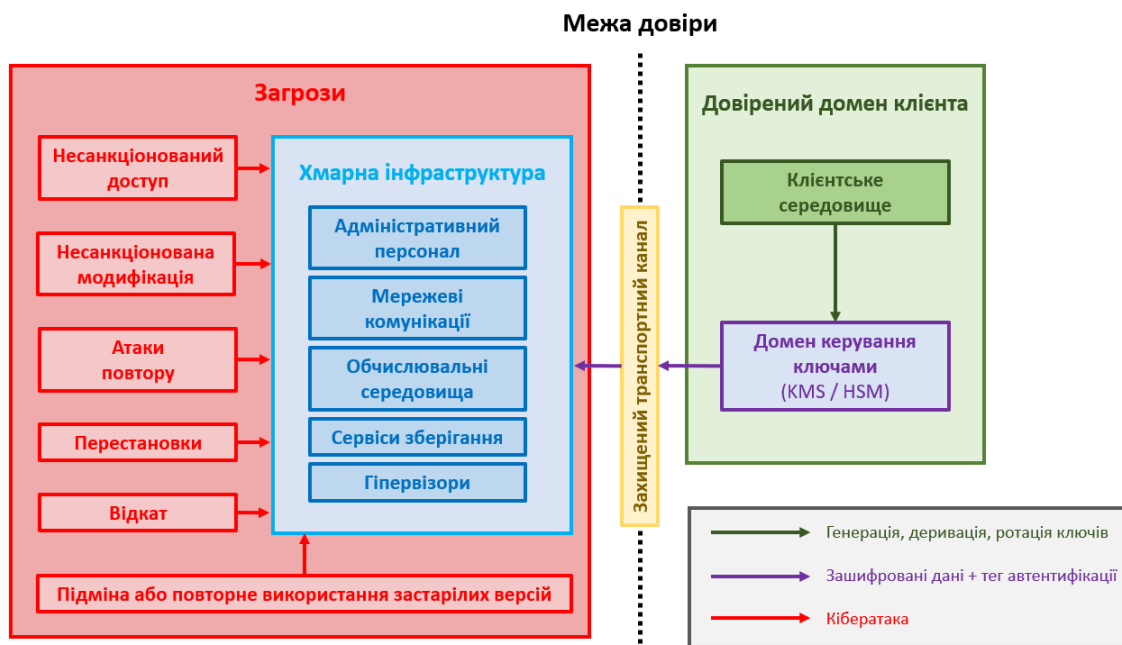 Межа довіри
Загрози
Несанкціонований
доступ
Несанкціонована
модифікація
Атаки
повтору
Перестановки
Відкат
Підміна або повторне використання застарілих версій
Хмарна інфраструктура
Адміністративний
персонал
Мережеві
комунікації
Обчислювальні
середовища
Сервіси зберігання
Гіпервізори
Захищений транспортний канал
Довірений домен клієнта
Клієнтське
середовище
Домен керування
ключами
(KMS / HSM)
Генерація, деривація, ротація ключів
Зашифровані дані + тег автентифікації
Кібератака